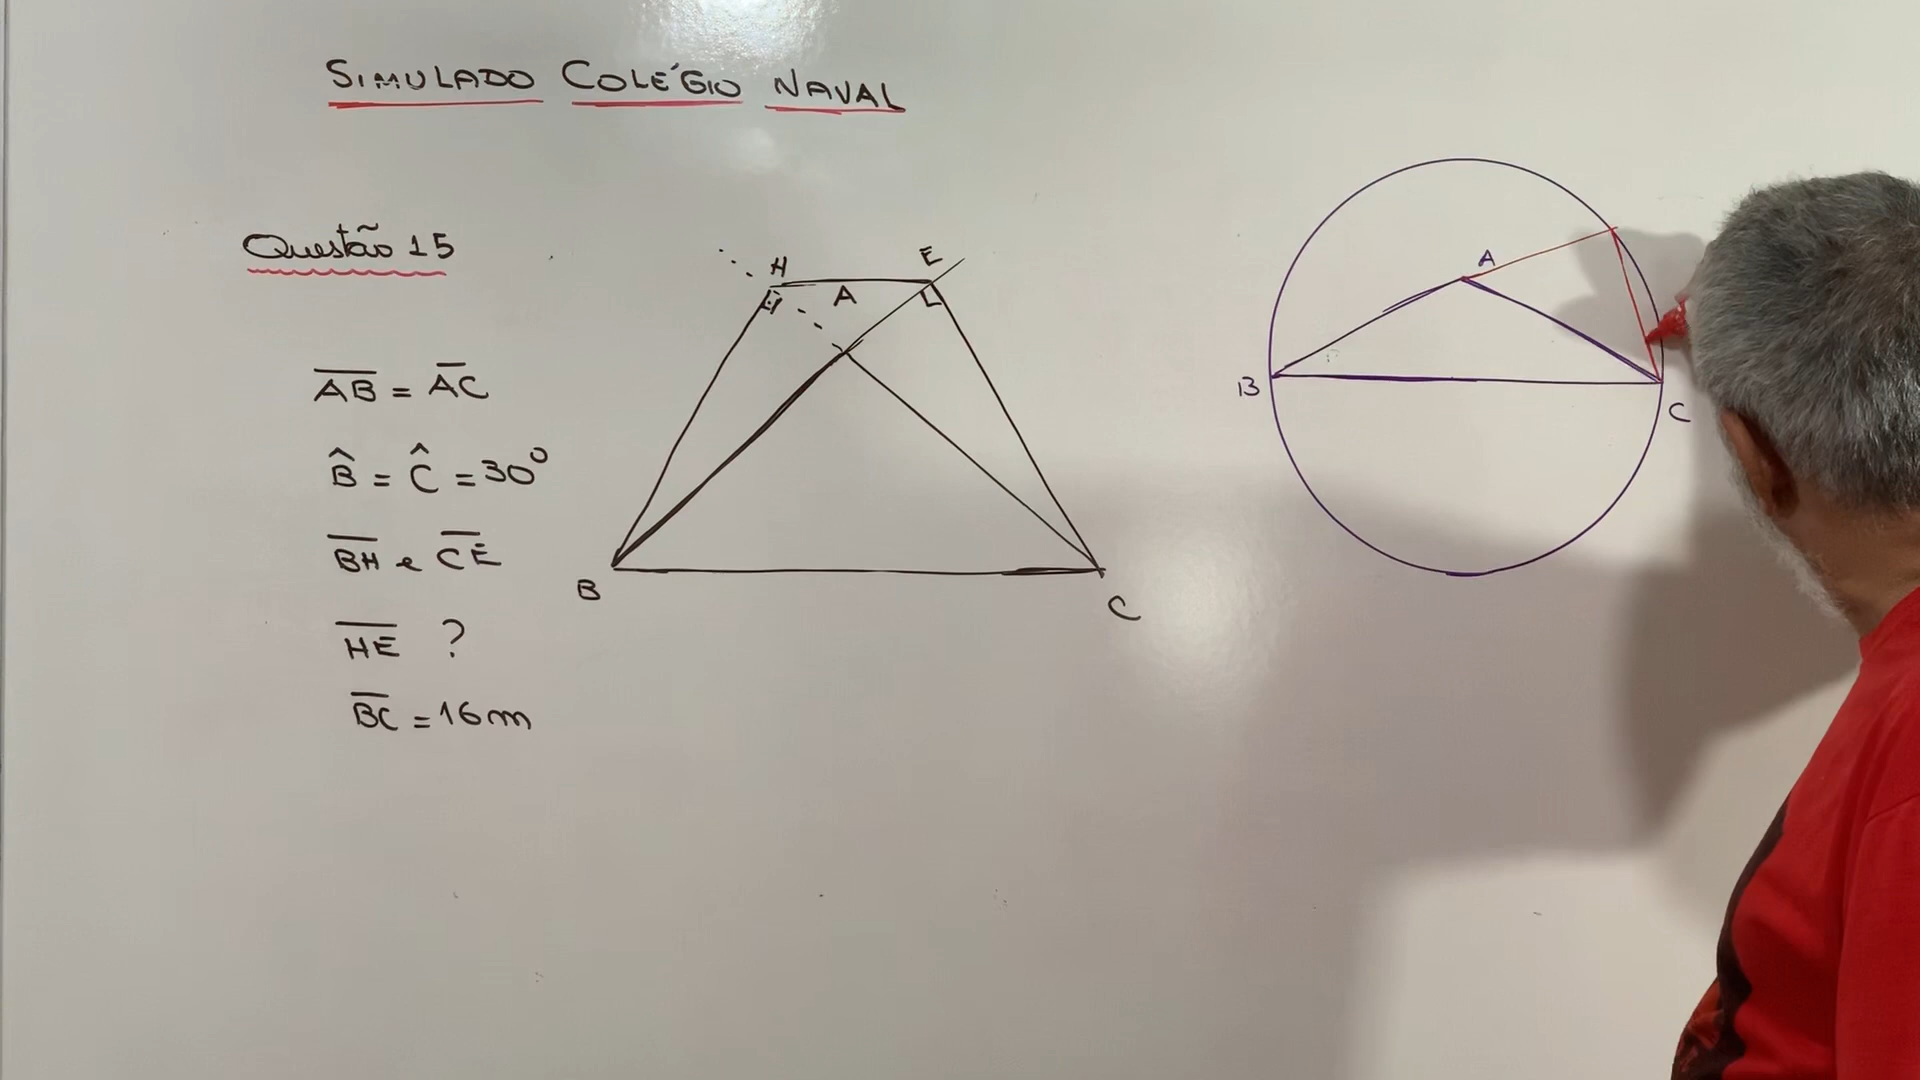 SIMULADO COLÉGIO NAVAL
Questão 15
AB = AC
B̂ = Ĉ = 30°
BH e CE
HE ?
BC = 16m
H E
A
B C
A
B C